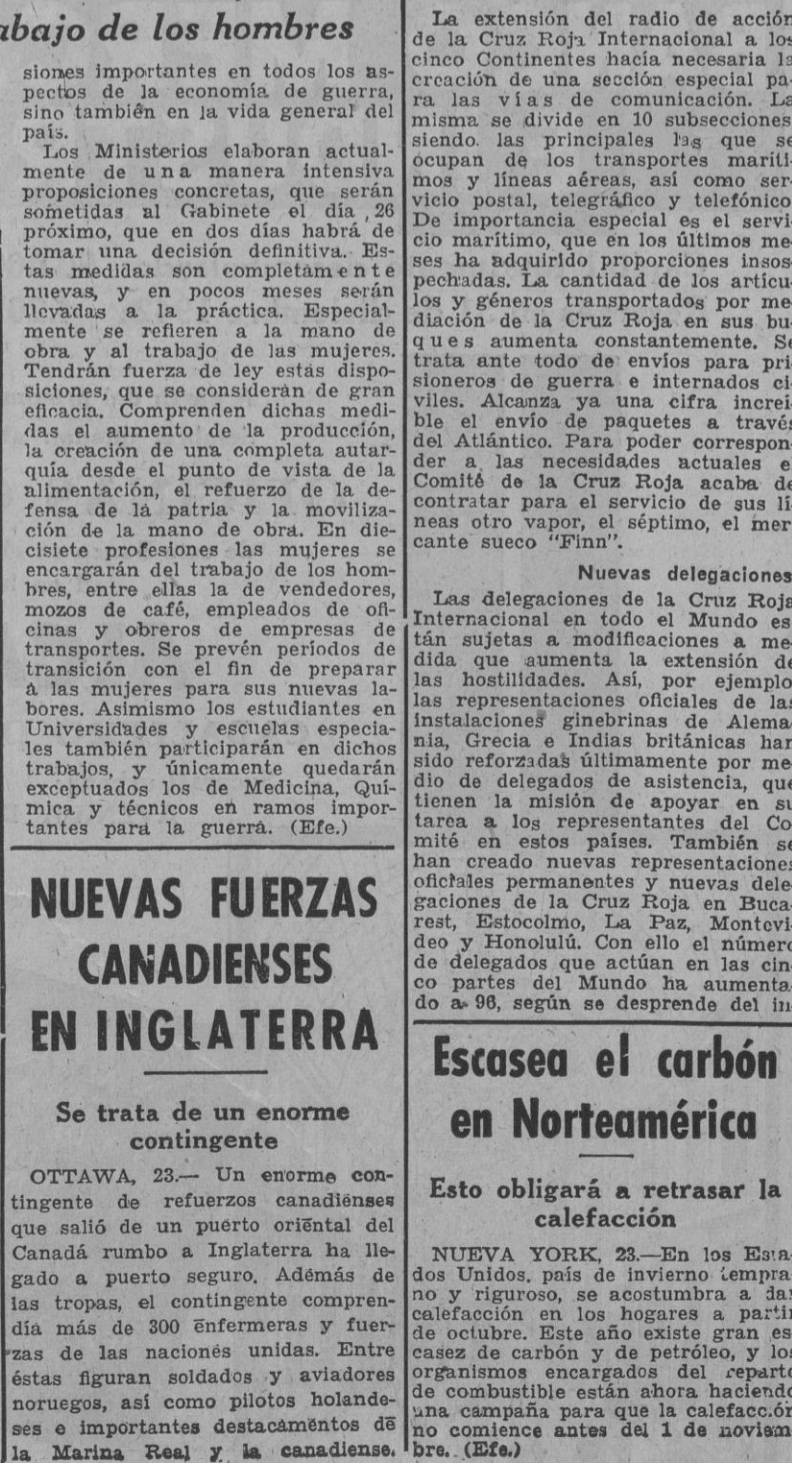 abajo de los hombres
siones importantes en todos los as-
pectos de la economía de guerra,
sino también en la vida general del
país.
Los Ministerios elaboran actual-
mente de una manera intensiva
proposiciones concretas, que serán
sometidas al Gabinete el día 26
próximo, que en dos días habrá de
tomar una decisión definitiva. Es-
tas medidas son completamente
nuevas, y en pocos meses serán
llevadas a la práctica. Especial-
mente se refieren a la mano de
obra y al trabajo de las mujeres.
Tendrán fuerza de ley estas dispo-
siciones, que se consideran de gran
eficacia. Comprenden dichas medi-
das el aumento de la producción,
la creación de una completa autar-
quía desde el punto de vista de la
alimentación, el refuerzo de la de-
fensa de la patria y la moviliza-
ción de la mano de obra. En die-
cisiete profesiones las mujeres se
encargarán del trabajo de los hom-
bres, entre ellas la de vendedores,
mozos de café, empleados de ofi-
cinas y obreros de empresas de
transportes. Se prevén períodos de
transición con el fin de preparar
a las mujeres para sus nuevas la-
bores. Asimismo los estudiantes en
Universidades y escuelas especia-
les también participarán en dichos
trabajos, y únicamente quedarán
exceptuados los de Medicina, Quí-
mica y técnicos en ramos impor-
tantes para la guerra. (Efe.)
NUEVAS FUERZAS
CANADIENSES
EN INGLATERRA
Se trata de un enorme
contingente
OTTAWA, 23.— Un enorme con-
tingente de refuerzos canadienses
que salió de un puerto oriental del
Canadá rumbo a Inglaterra ha lle-
gado a puerto seguro. Además de
las tropas, el contingente compren-
día más de 300 enfermeras y fuer-
zas de las naciones unidas. Entre
éstas figuran soldados y aviadores
noruegos, así como pilotos holande-
ses e importantes destacamentos de
la Marina Real y la canadiense.
La extensión del radio de acción
de la Cruz Roja Internacional a los
cinco Continentes hacía necesaria la
creación de una sección especial pa-
ra las vías de comunicación. La
misma se divide en 10 subsecciones
siendo. las principales las que se
ocupan de los transportes maríti-
mos y líneas aéreas, así como ser-
vicio postal, telegráfico y telefónico
De importancia especial es el servi-
cio marítimo, que en los últimos me-
ses ha adquirido proporciones insos-
pechadas. La cantidad de los artícu-
los y géneros transportados por me-
diación de la Cruz Roja en sus bu-
ques aumenta constantemente. Se
trata ante todo de envíos para pri-
sioneros de guerra e internados ci-
viles. Alcanza ya una cifra increí-
ble el envío de paquetes a través
del Atlántico. Para poder correspon-
der a las necesidades actuales e
Comité de la Cruz Roja acaba de
contratar para el servicio de sus lí-
neas otro vapor, el séptimo, el mer
cante sueco "Finn".
Nuevas delegaciones
Las delegaciones de la Cruz Roja
Internacional en todo el Mundo es
tán sujetas a modificaciones a me-
dida que aumenta la extensión de
las hostilidades. Así, por ejemplo
las representaciones oficiales de las
instalaciones ginebrinas de Alema-
nia, Grecia e Indias británicas han
sido reforzadas últimamente por me-
dio de delegados de asistencia, que
tienen la misión de apoyar en su
tarea a los representantes del Co-
mité en estos países. También se
han creado nuevas representaciones
oficiales permanentes y nuevas dele-
gaciones de la Cruz Roja en Buca-
rest, Estocolmo, La Paz, Montevi-
deo y Honolulú. Con ello el número
de delegados que actúan en las cin-
co partes del Mundo ha aumenta-
do a 96, según se desprende del in-
Escasea el carbón
en Norteamérica
Esto obligará a retrasar la
calefacción
NUEVA YORK, 23.—En los Esta-
dos Unidos, país de invierno tempra-
no y riguroso, se acostumbra a dar
calefacción en los hogares a partir
de octubre. Este año existe gran es-
casez de carbón y de petróleo, y los
organismos encargados del reparto
de combustible están ahora haciendo
una campaña para que la calefacción
no comience antes del 1 de noviem-
bre. (Efe.)